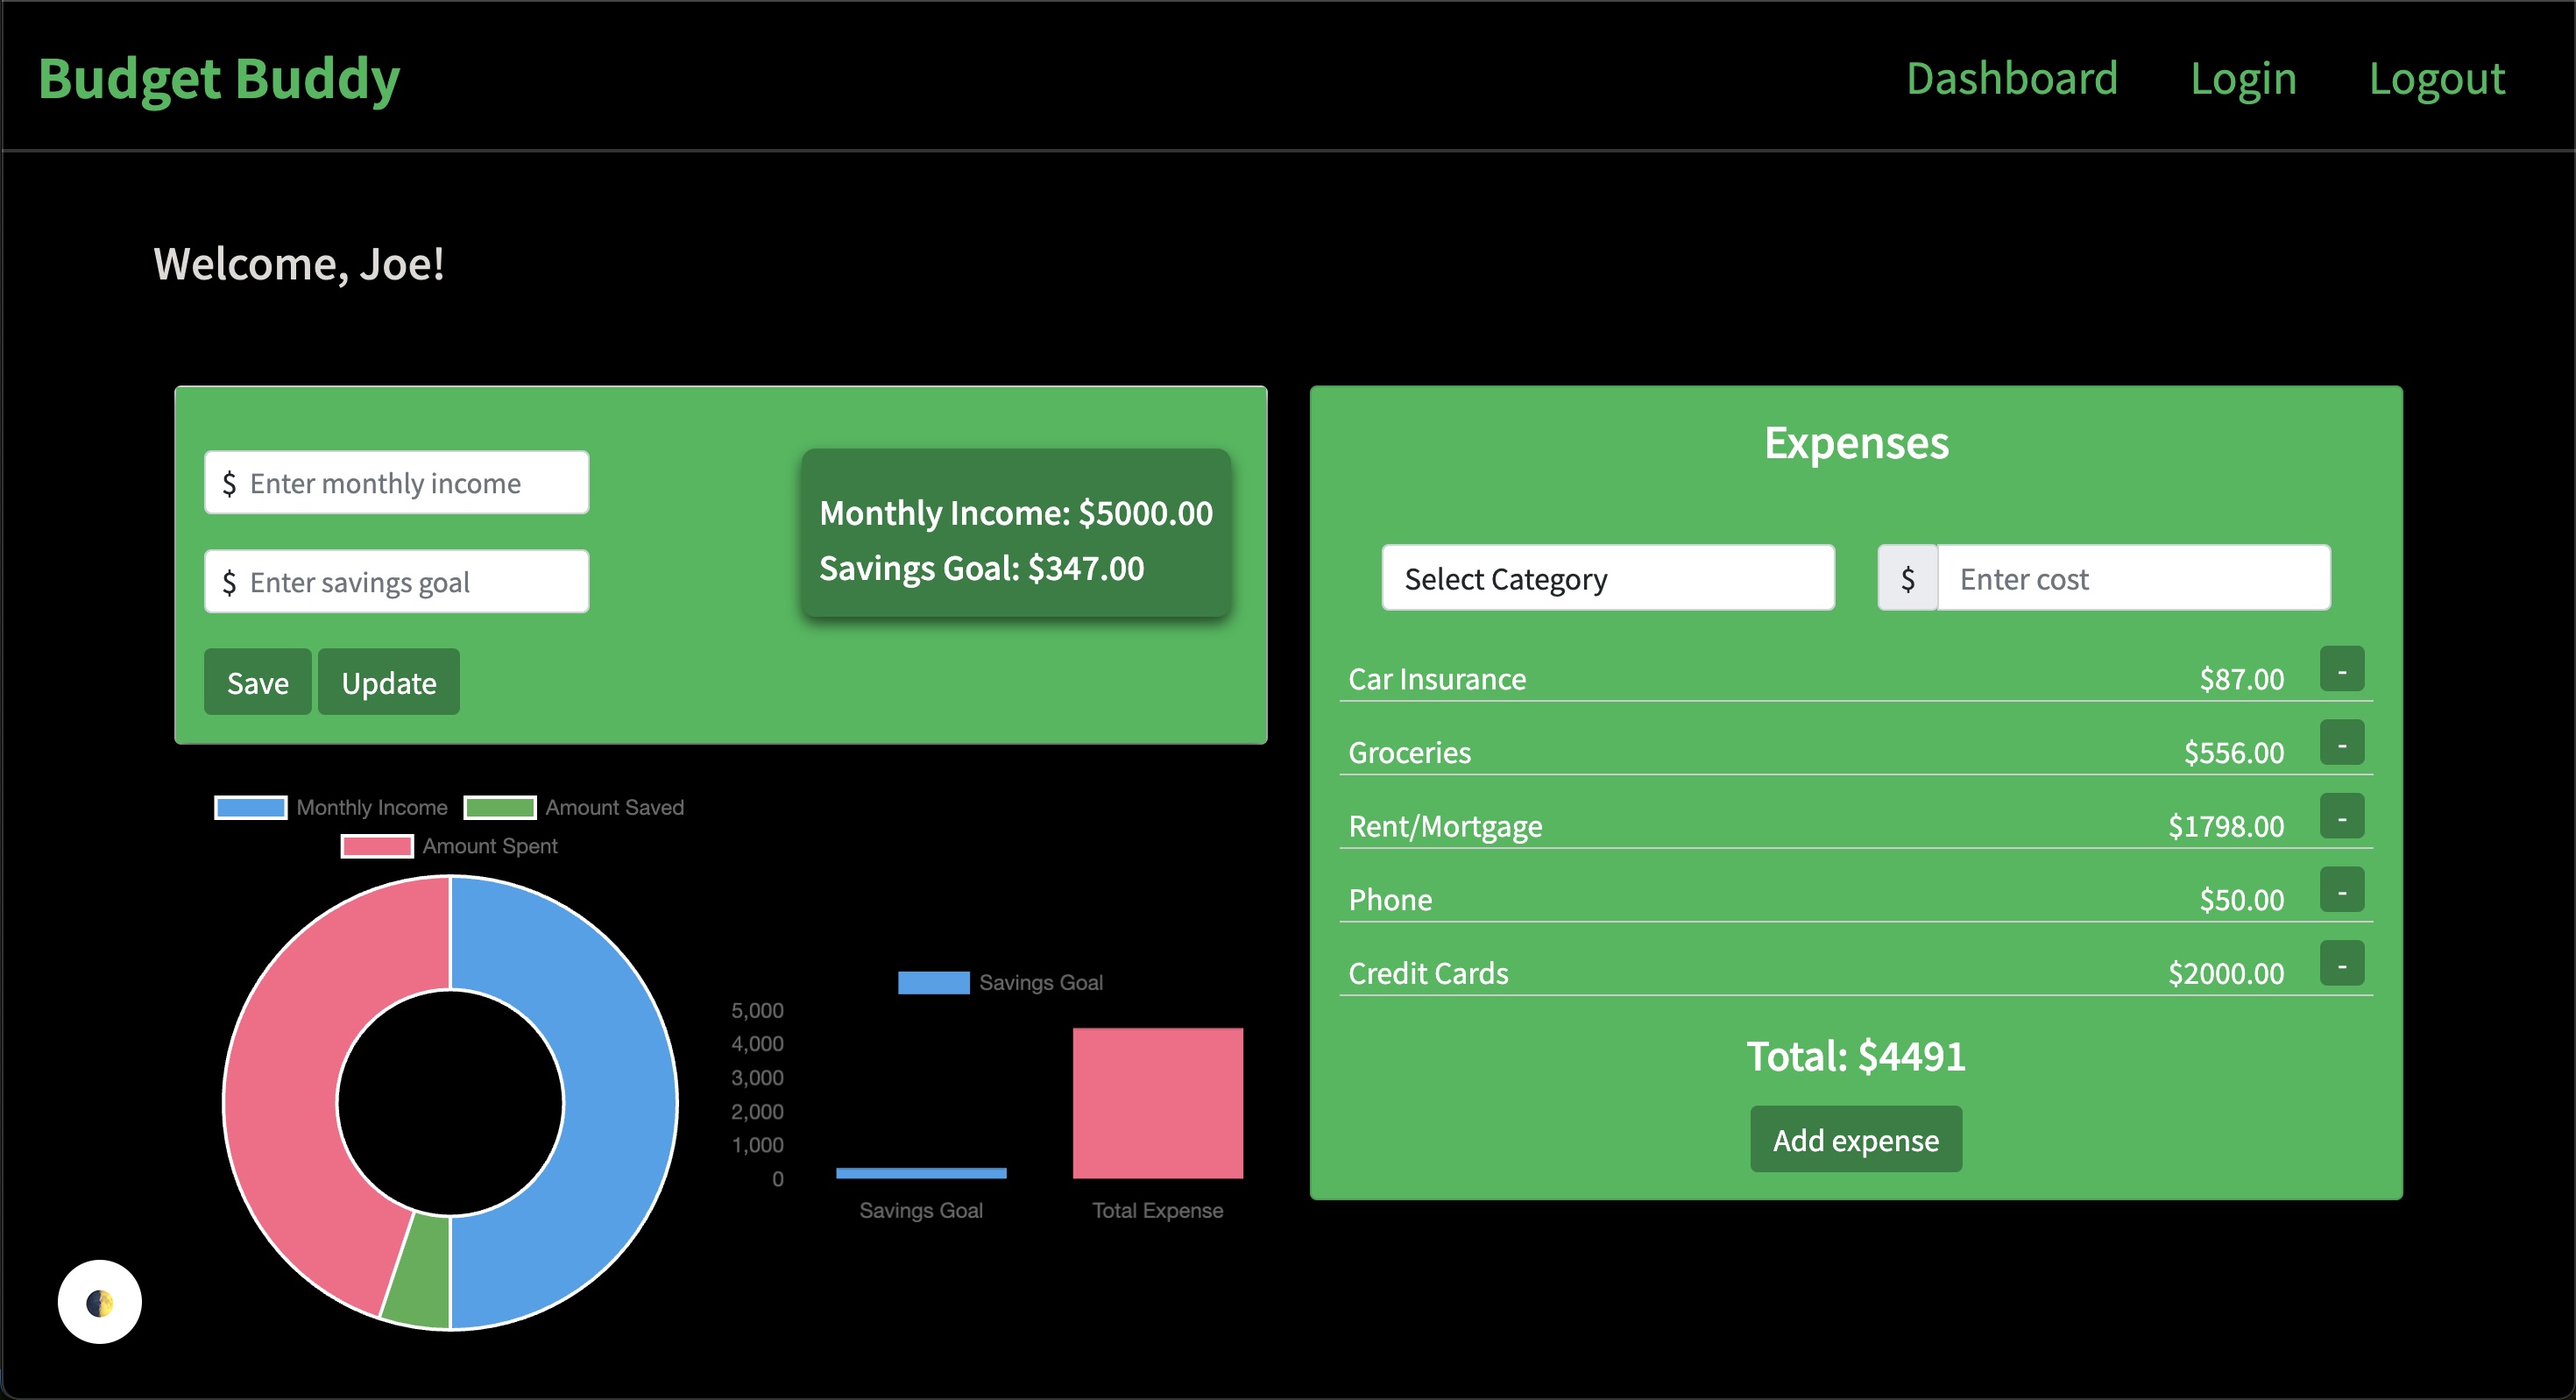 Budget Buddy
Dashboard Login Logout
Welcome, Joe!
$ Enter monthly income
$ Enter savings goal
Save Update
Monthly Income: $5000.00
Savings Goal: $347.00
Monthly Income Amount Saved
Amount Spent
Savings Goal
5,000
4,000
3,000
2,000
1,000
0
Savings Goal Total Expense
Expenses
Select Category $ Enter cost
Car Insurance $87.00 -
Groceries $556.00 -
Rent/Mortgage $1798.00 -
Phone $50.00 -
Credit Cards $2000.00 -
Total: $4491
Add expense